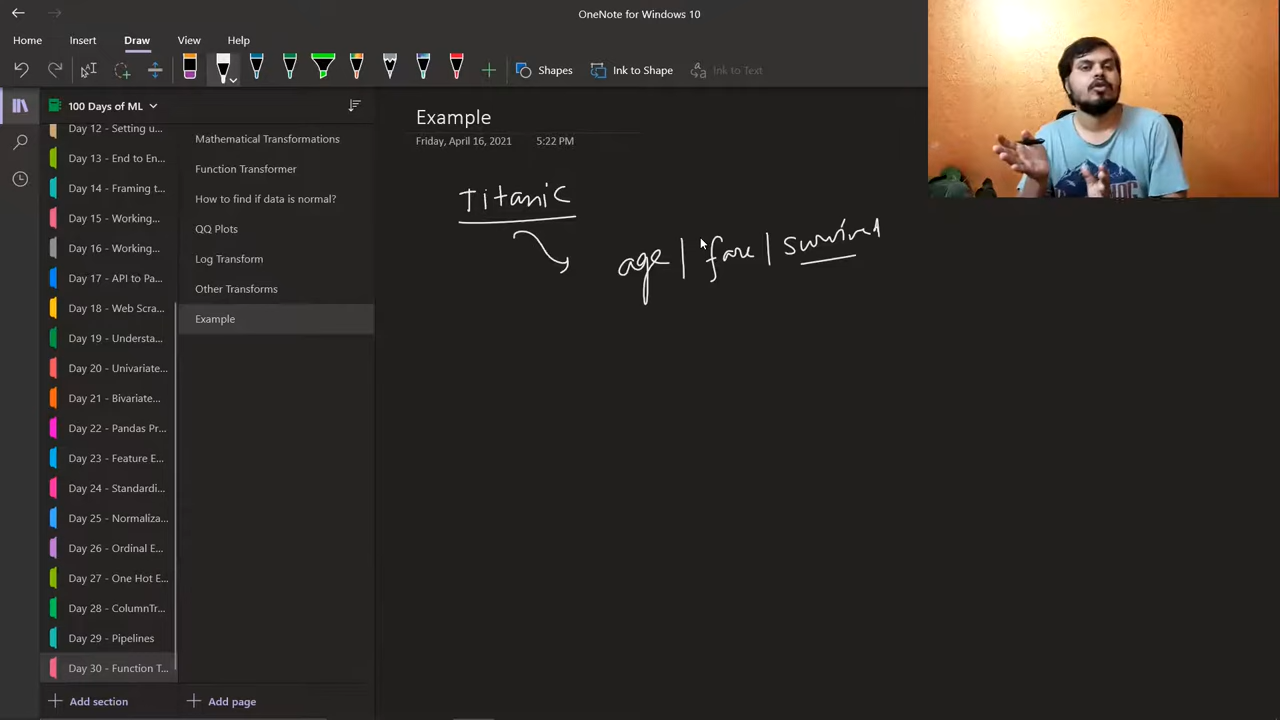 OneNote for Windows 10
Home
Insert
Draw
View
Help
Shapes
Ink to Shape
Ink to Text
100 Days of ML
Day 12 - Setting u...
Day 13 - End to En...
Day 14 - Framing t...
Day 15 - Working...
Day 16 - Working...
Day 17 - API to Pa...
Day 18 - Web Scra...
Day 19 - Understa...
Day 20 - Univariate...
Day 21 - Bivariate...
Day 22 - Pandas Pr...
Day 23 - Feature E...
Day 24 - Standardi...
Day 25 - Normaliza...
Day 26 - Ordinal E...
Day 27 - One Hot E...
Day 28 - ColumnTr...
Day 29 - Pipelines
Day 30 - Function T...
Add section
Mathematical Transformations
Function Transformer
How to find if data is normal?
QQ Plots
Log Transform
Other Transforms
Example
Add page
Example
Friday, April 16, 2021 5:22 PM
Titanic
age | fare | survived